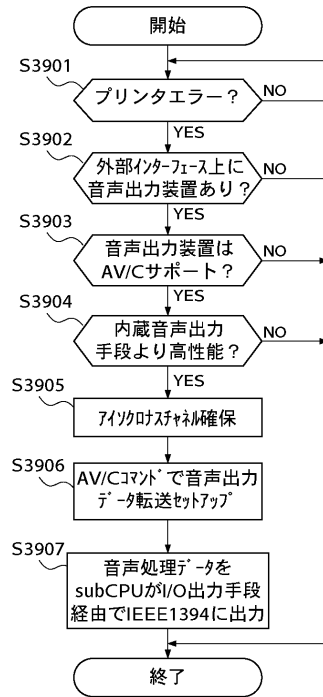 開始
S3901
プリンタエラー？
NO
YES
S3902
外部インターフェース上に
音声出力装置あり？
NO
YES
S3903
音声出力装置は
AV/Cサポート？
NO
YES
S3904
内蔵音声出力
手段より高性能？
NO
YES
S3905
アイソクロナスチャネル確保
S3906
AV/Cコマンドで音声出力
データ転送セットアップ
S3907
音声処理データを
subCPUがI/O出力手段
経由でIEEE1394に出力
終了